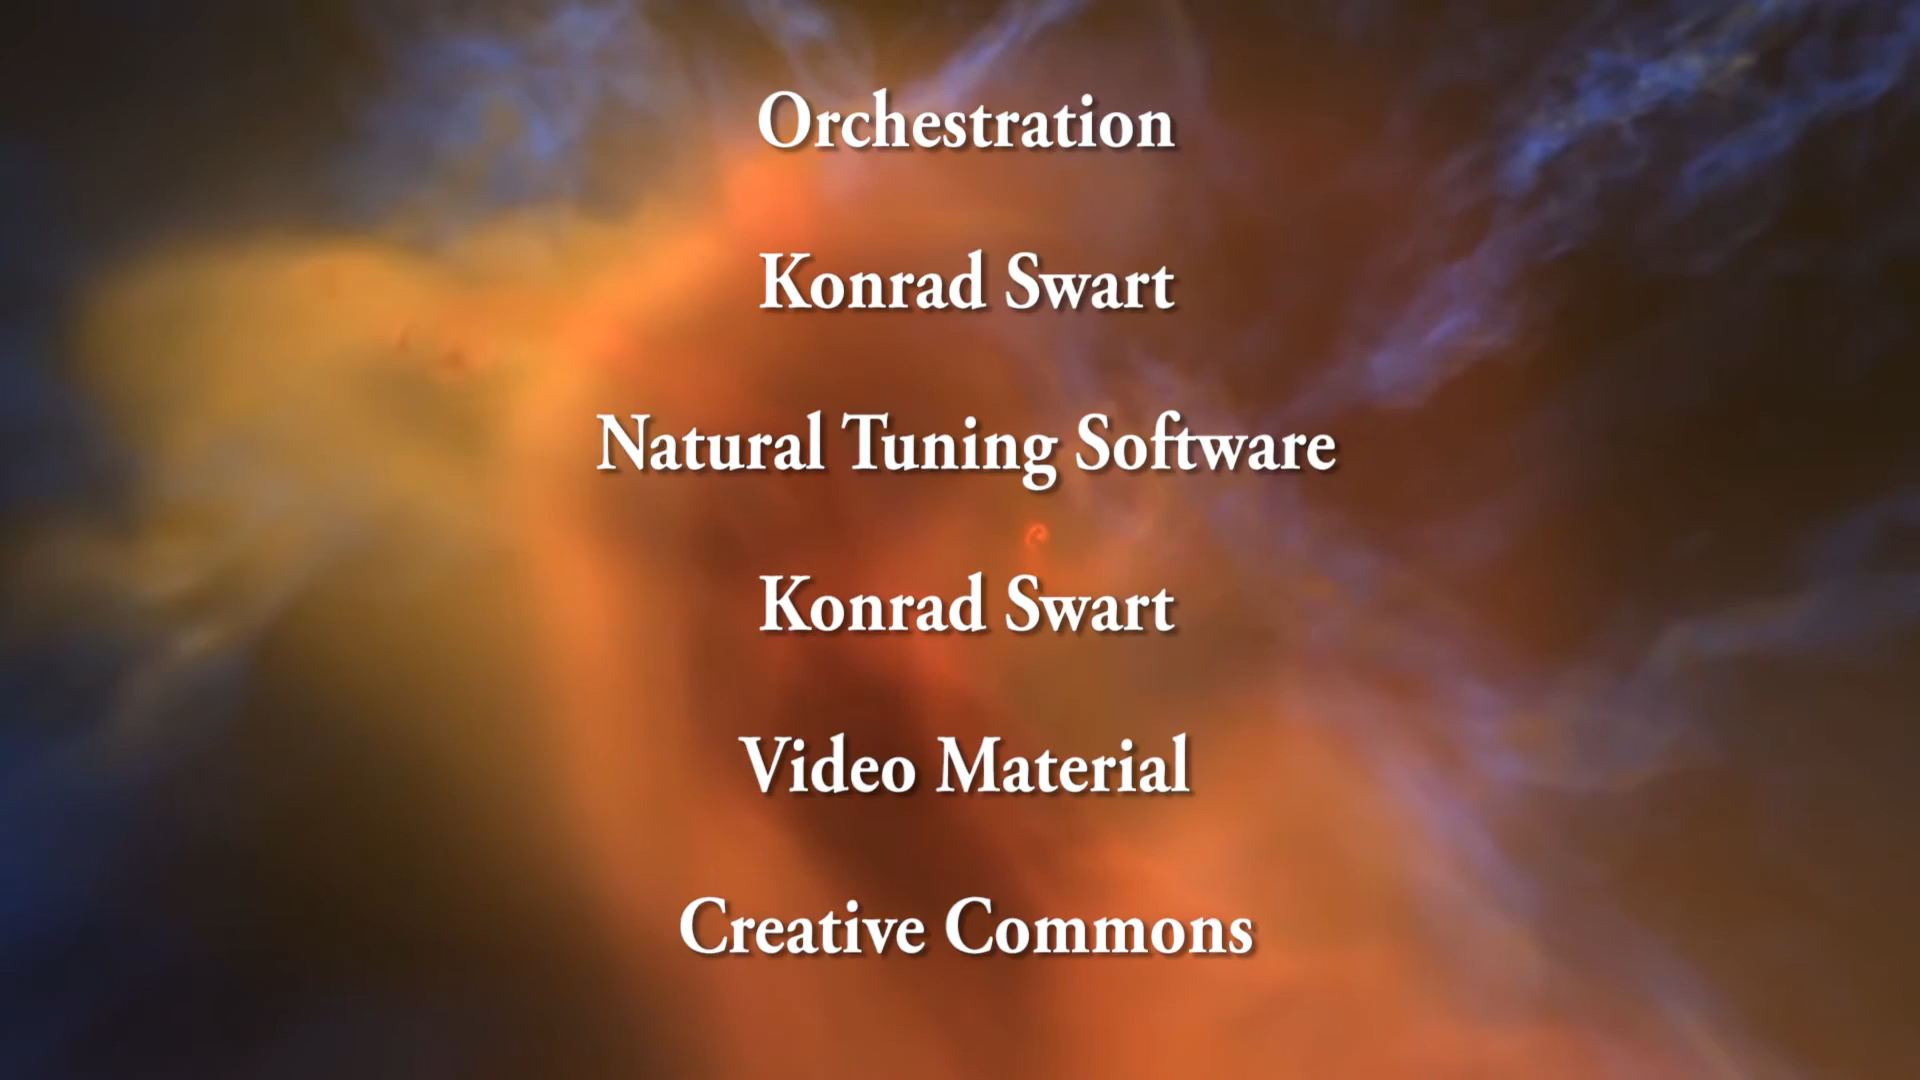 Orchestration
Konrad Swart
Natural Tuning Software
Konrad Swart
Video Material
Creative Commons